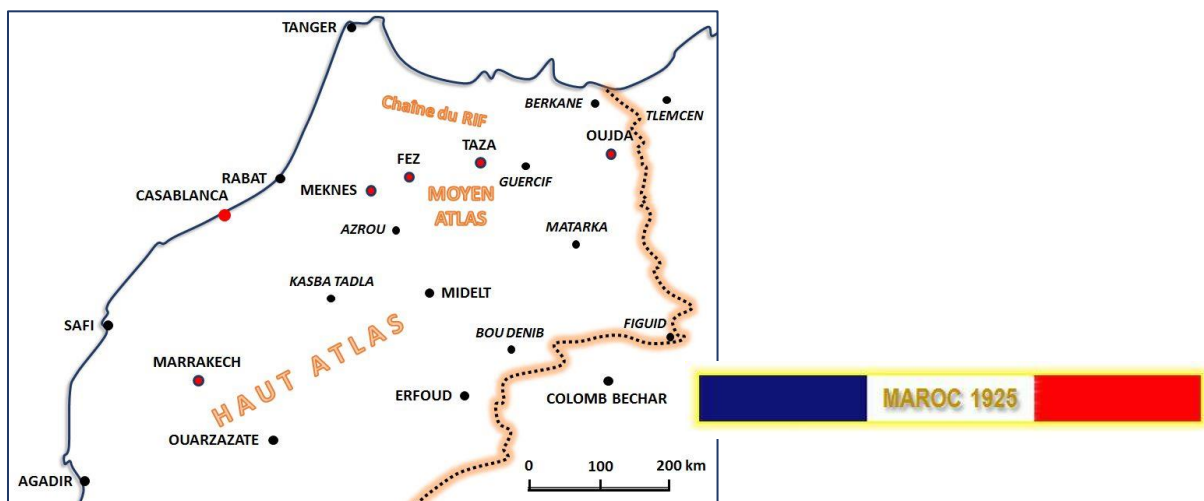 TANGER
Chaîne du RIF
BERKANE
TLEMCEN
OUJDA
TAZA
FEZ
GUERCIF
RABAT
MEKNES
CASABLANCA
MOYEN
ATLAS
AZROU
MATARKA
KASBA TADLA
MIDELT
SAFI
BOU DENIB
FIGUID
MARRAKECH
HAUT ATLAS
ERFOUD
COLOMB BECHAR
MAROC 1925
OUARZAZATE
0 100 200 km
AGADIR